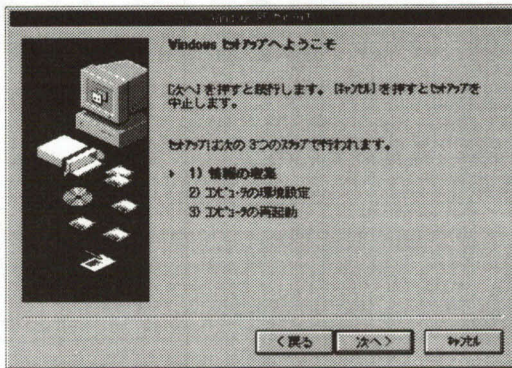 Windows ｾｯﾄｱｯﾌﾟへようこそ
[次へ] を押すと続行します。 [ｷｬﾝｾﾙ] を押すとｾｯﾄｱｯﾌﾟを
中止します。
ｾｯﾄｱｯﾌﾟは次の 3つのｽﾃｯﾌﾟで行われます。
1) 情報の収集
2) ｺﾝﾋﾟｭｰﾀの環境設定
3) ｺﾝﾋﾟｭｰﾀの再起動
< 戻る
次へ >
ｷｬﾝｾﾙ